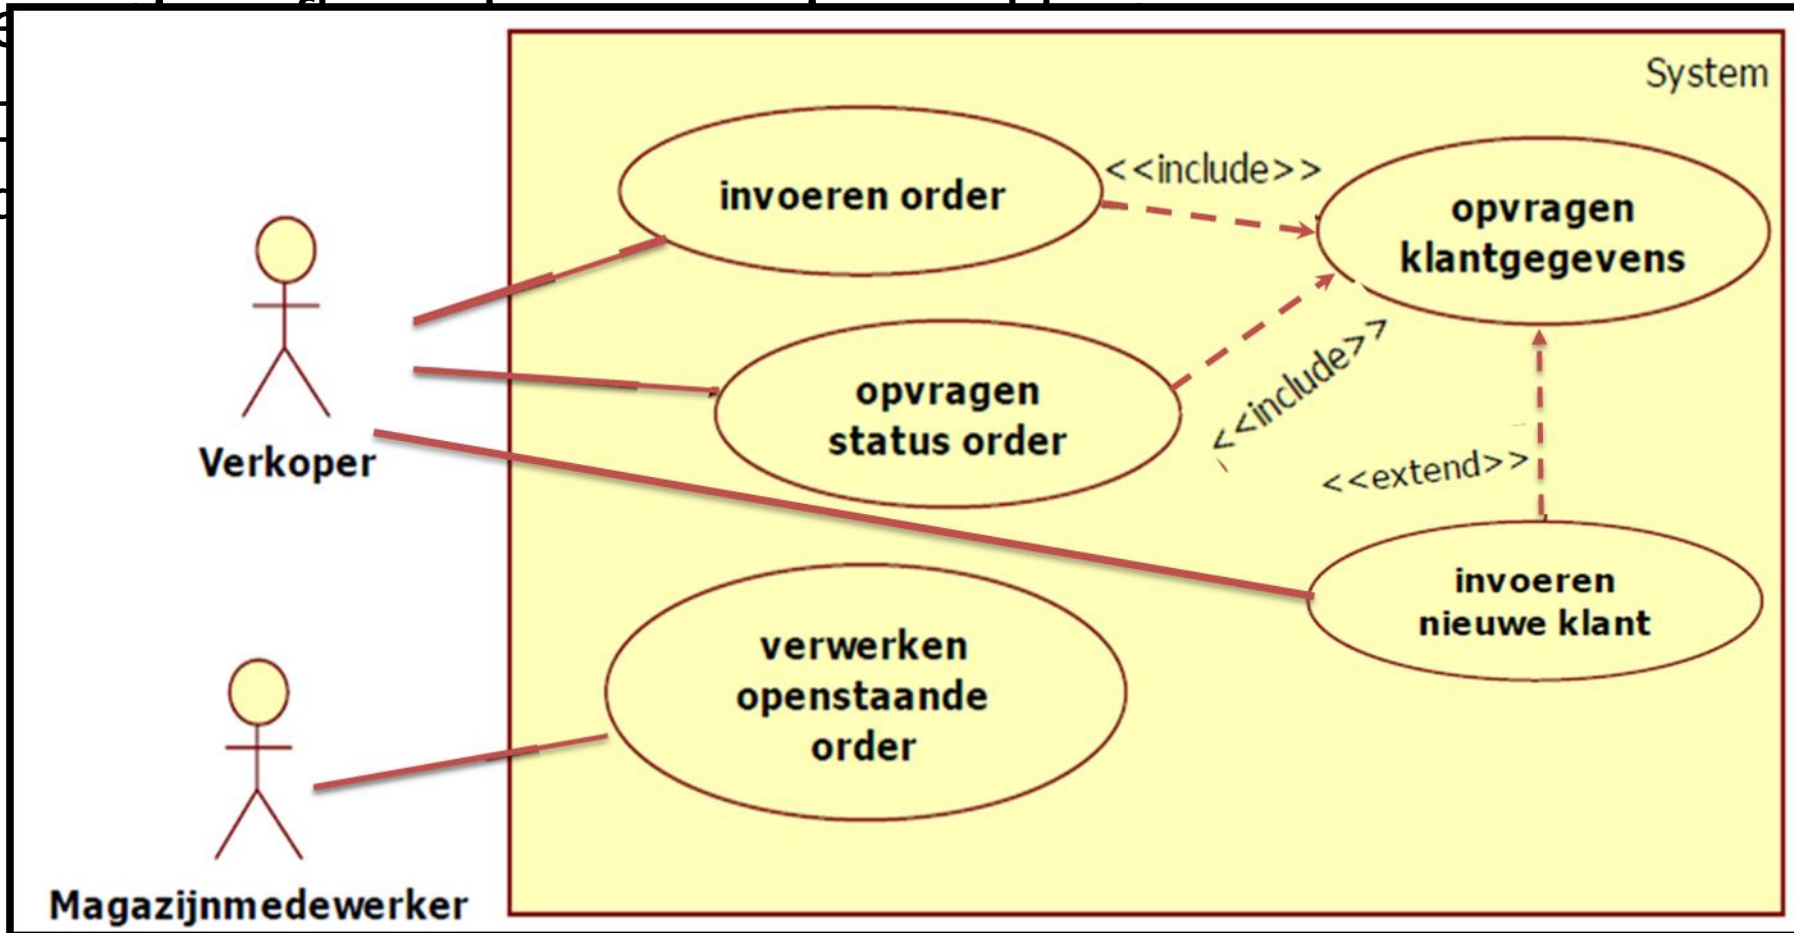 System
invoeren order
<<include>>
opvragen
klantgegevens
opvragen
status order
<<include>>
<<extend>>
Verkoper
invoeren
nieuwe klant
verwerken
openstaande
order
Magazijnmedewerker